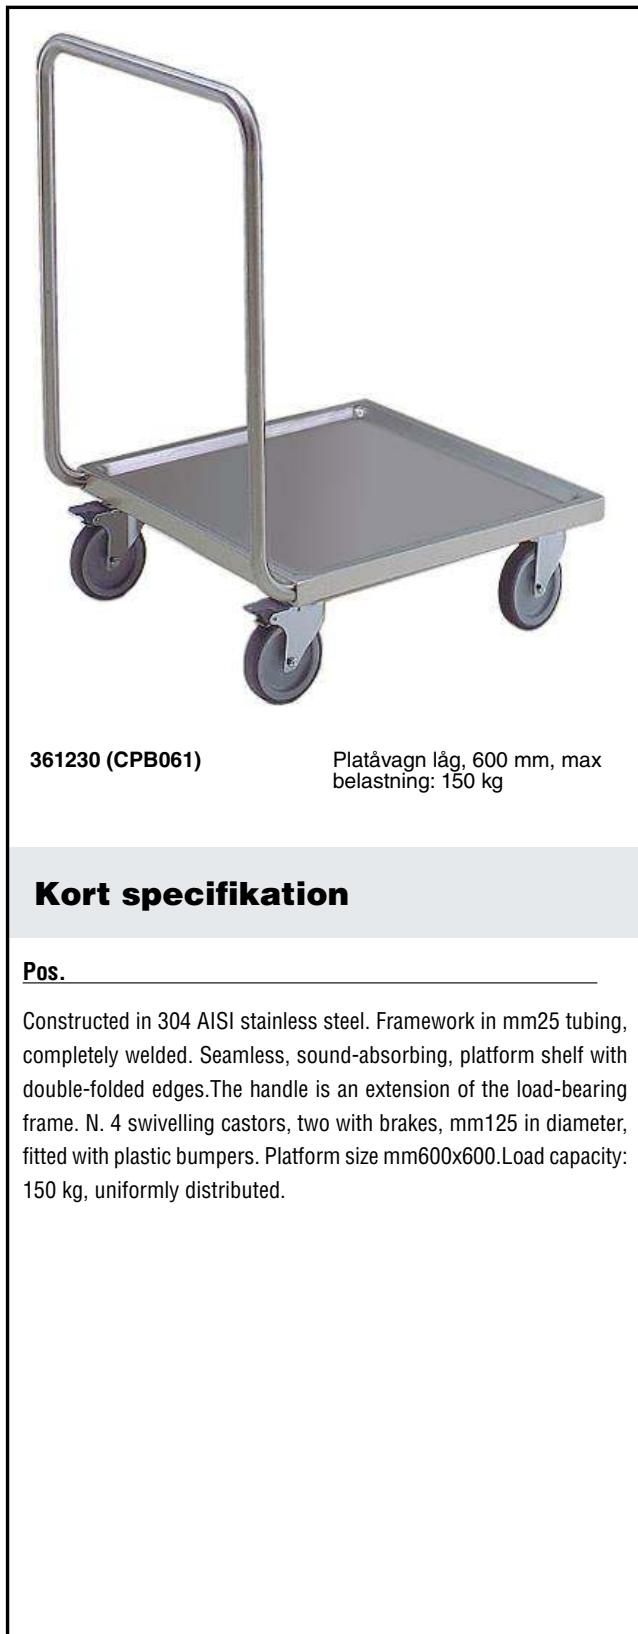 361230 (CPB061)
Platåvagn låg, 600 mm, max
belastning: 150 kg
Kort specifikation
Pos.
Constructed in 304 AISI stainless steel. Framework in mm25 tubing,
completely welded. Seamless, sound-absorbing, platform shelf with
double-folded edges.The handle is an extension of the load-bearing
frame. N. 4 swivelling castors, two with brakes, mm125 in diameter,
fitted with plastic bumpers. Platform size mm600x600.Load capacity:
150 kg, uniformly distributed.